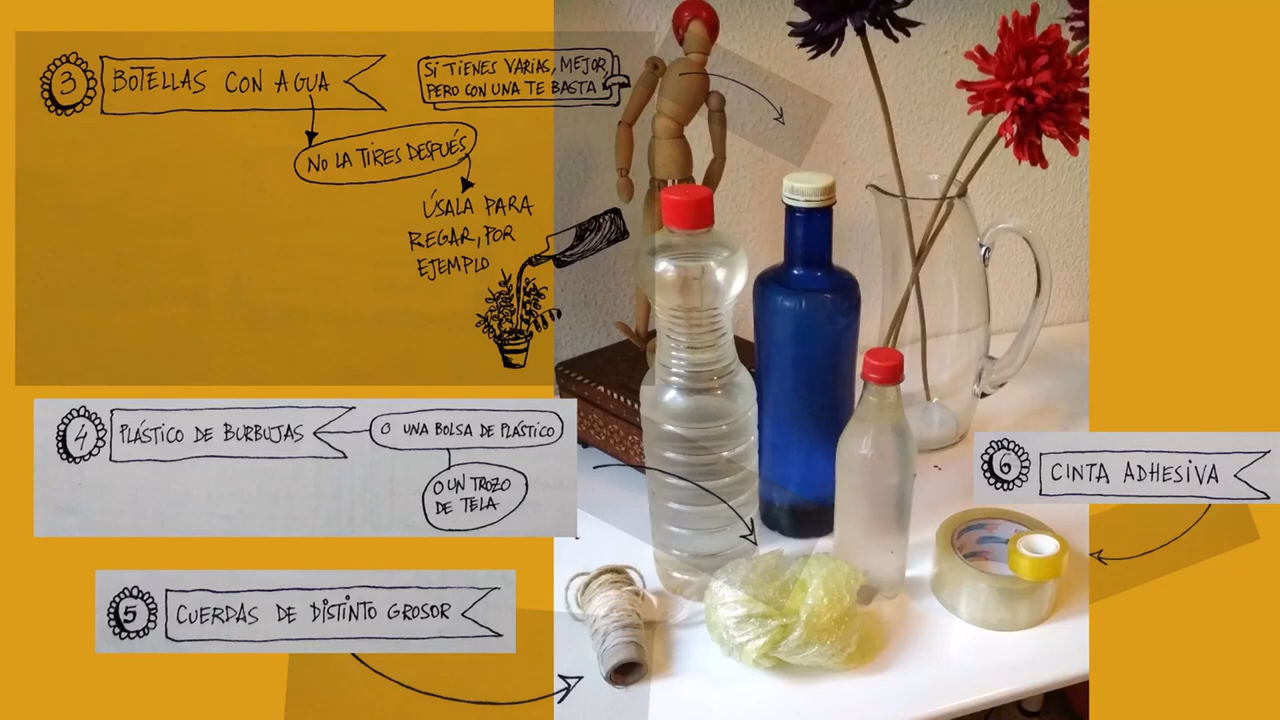 3
BOTELLAS CON AGUA
SI TIENES VARIAS, MEJOR,
PERO CON UNA TE BASTA
NO LA TIRES DESPUÉS
ÚSALA PARA
REGAR, POR
EJEMPLO
4
PLÁSTICO DE BURBUJAS
O UNA BOLSA DE PLÁSTICO
O UN TROZO
DE TELA
6
CINTA ADHESIVA
5
CUERDAS DE DISTINTO GROSOR